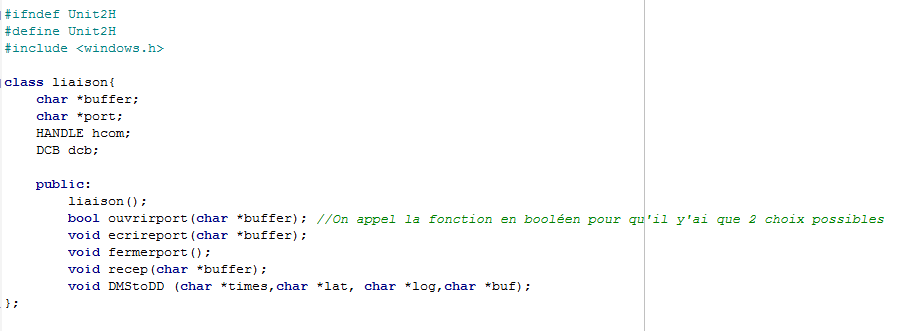 #ifndef Unit2H
#define Unit2H
#include <windows.h>
class liaison{
char *buffer;
char *port;
HANDLE hcom;
DCB dcb;
public:
liaison();
bool ouvrirport(char *buffer); //On appel la fonction en booléen pour qu'il y'ai que 2 choix possibles
void ecrireport(char *buffer);
void fermerport();
void recep(char *buffer);
void DMStoDD (char *times,char *lat, char *log,char *buf);
};